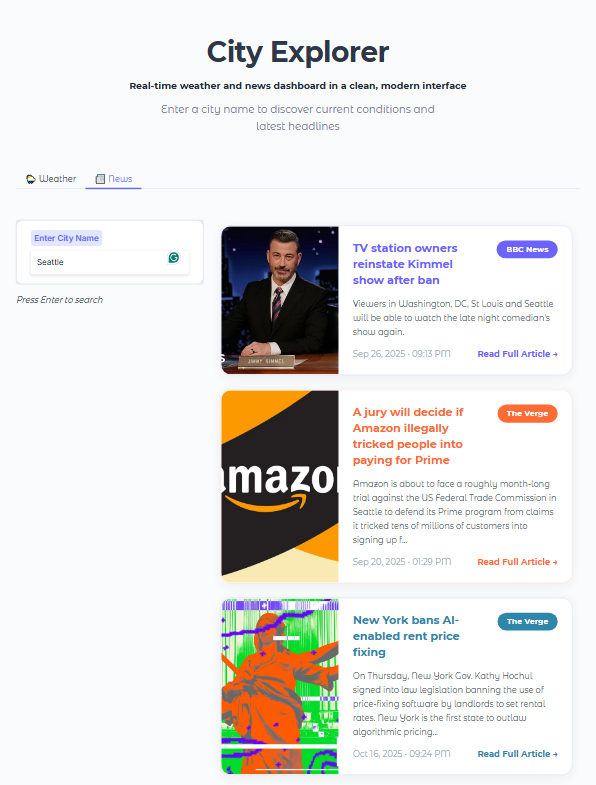 City Explorer
Real-time weather and news dashboard in a clean, modern interface
Enter a city name to discover current conditions and
latest headlines
Weather
News
Enter City Name
Seattle
Press Enter to search
TV station owners
reinstate Kimmel
show after ban
BBC News
Viewers in Washington, DC, St Louis and Seattle
will be able to watch the late night comedian's
show again.
Sep 26, 2025 • 09:13 PM
Read Full Article →
JIMMY KIMMEL
A jury will decide if
Amazon illegally
tricked people into
paying for Prime
The Verge
Amazon is about to face a roughly month-long
trial against the US Federal Trade Commission in
Seattle to defend its Prime program from claims
it tricked tens of millions of customers into
signing up f...
Sep 20, 2025 • 01:29 PM
Read Full Article →
amazon
New York bans AI-
enabled rent price
fixing
The Verge
On Thursday, New York Gov. Kathy Hochul
signed into law legislation banning the use of
price-fixing software by landlords to set rental
rates. New York is the first state to outlaw
algorithmic pricing...
Oct 16, 2025 • 09:24 PM
Read Full Article →